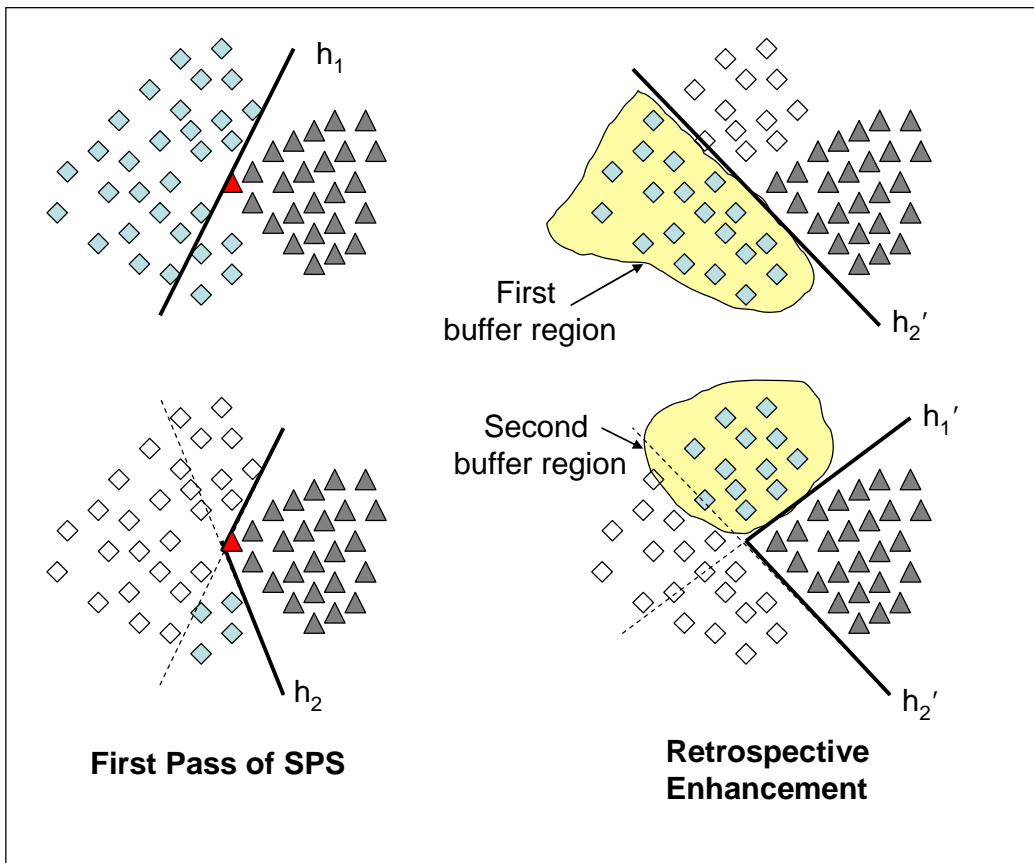 h1
First
buffer region
h2′
Second
buffer region
h1′
h2
h2′
First Pass of SPS
Retrospective
Enhancement